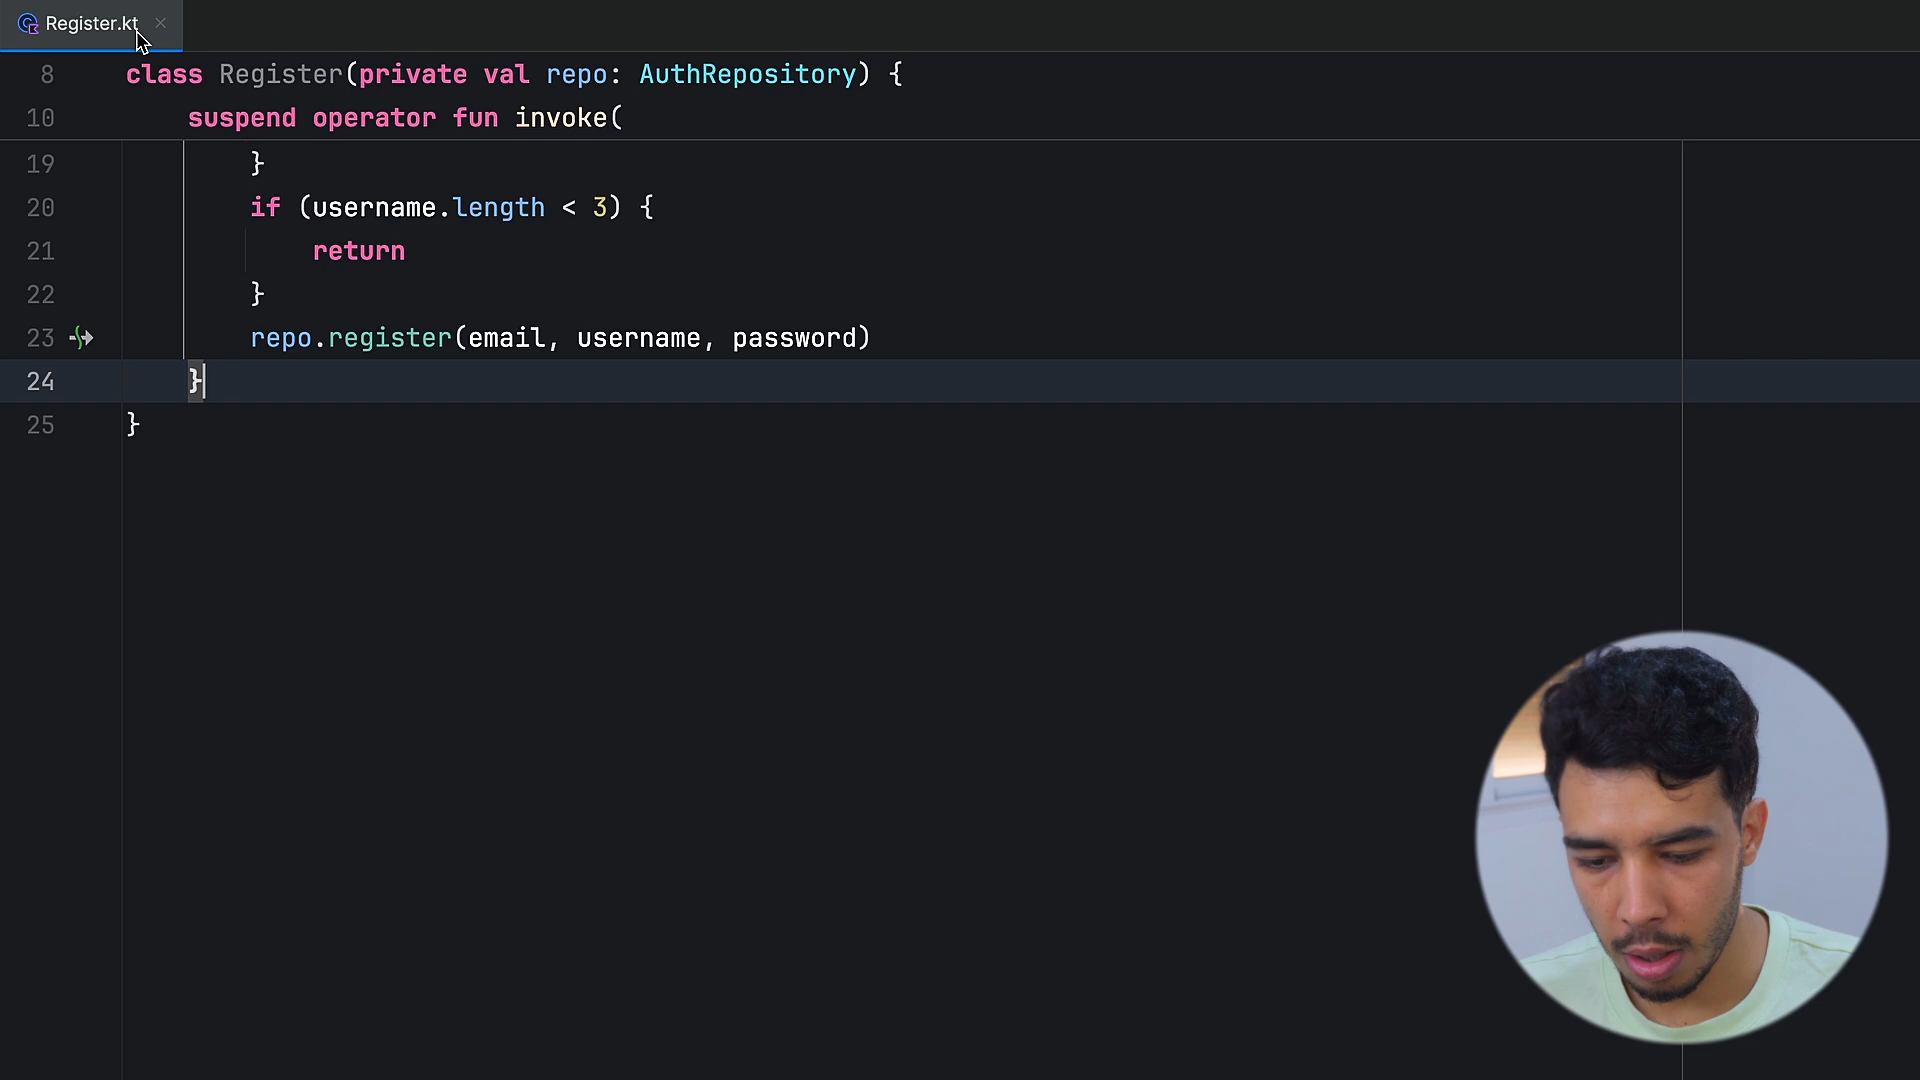 Register.kt
8 class Register(private val repo: AuthRepository) {
10 suspend operator fun invoke(
19 }
20 if (username.length < 3) {
21 return
22 }
23 repo.register(email, username, password)
24 }
25 }